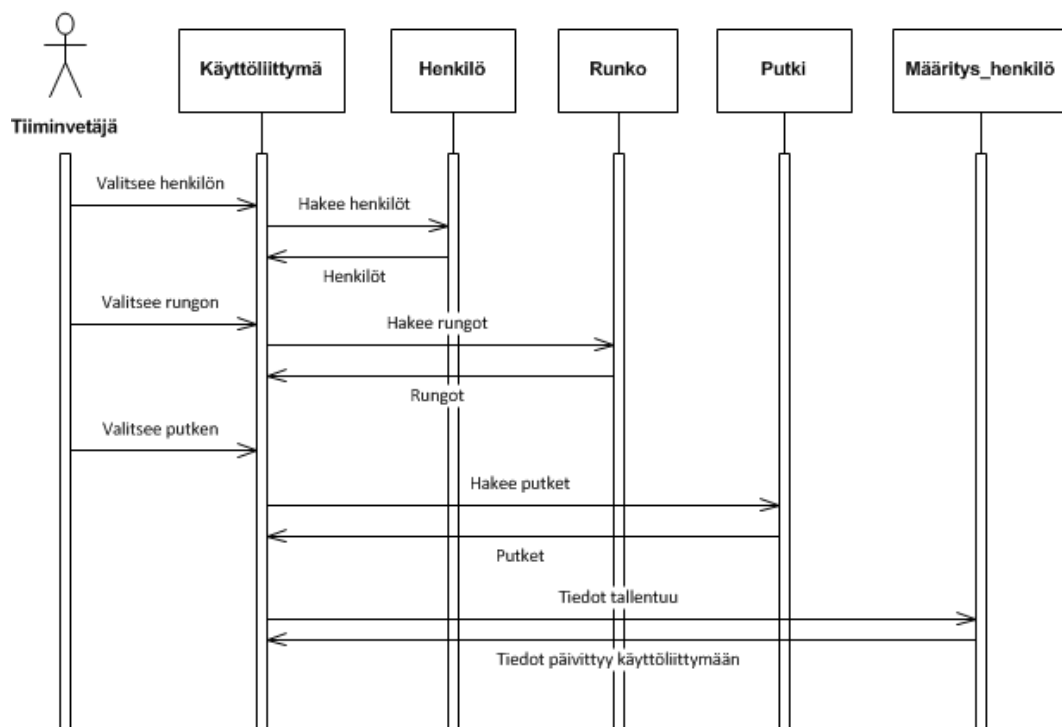 Käyttöliittymä
Henkilö
Runko
Putki
Määritys_henkilö
Tiiminvetäjä
Valitsee henkilön
Hakee henkilöt
Henkilöt
Valitsee rungon
Hakee rungot
Rungot
Valitsee putken
Hakee putket
Putket
Tiedot tallentuu
Tiedot päivittyy käyttöliittymään